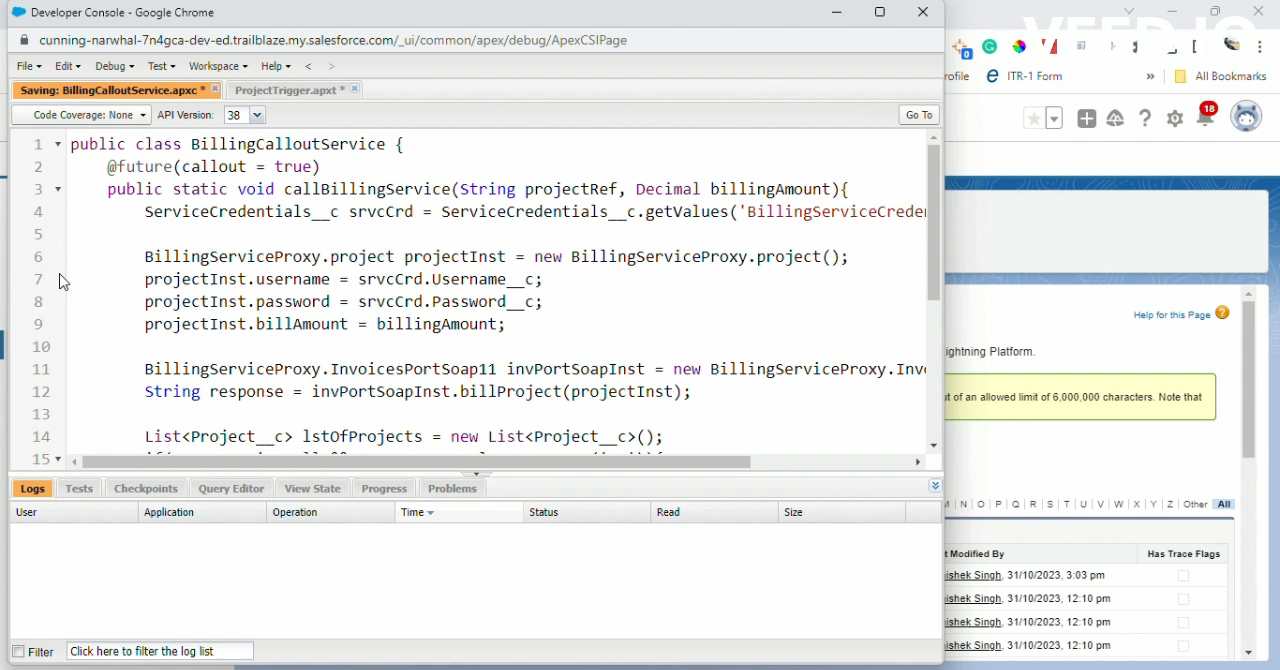 Developer Console - Google Chrome
cunning-narwhal-7n4gca-dev-ed.trailblaze.my.salesforce.com/_ui/common/apex/debug/ApexCSIPage
File Edit Debug Test Workspace Help < >
Saving: BillingCalloutService.apxc * ProjectTrigger.apxt *
Code Coverage: None API Version: 38 Go To
1 public class BillingCalloutService {
2 @future(callout = true)
3 public static void callBillingService(String projectRef, Decimal billingAmount){
4 ServiceCredentials__c srvcCrd = ServiceCredentials__c.getValues('BillingServiceCreden
5
6 BillingServiceProxy.project projectInst = new BillingServiceProxy.project();
7 projectInst.username = srvcCrd.Username__c;
8 projectInst.password = srvcCrd.Password__c;
9 projectInst.billAmount = billingAmount;
10
11 BillingServiceProxy.InvoicesPortSoap11 invPortSoapInst = new BillingServiceProxy.Invo
12 String response = invPortSoapInst.billProject(projectInst);
13
14 List<Project__c> lstOfProjects = new List<Project__c>();
15
Logs Tests Checkpoints Query Editor View State Progress Problems
User Application Operation Time Status Read Size
Filter Click here to filter the log list
VEED.IO
0
rofile ITR-1 Form » All Bookmarks
18
Help for this Page ?
ightning Platform.
t of an allowed limit of 6,000,000 characters. Note that
M | N | O | P | Q | R | S | T | U | V | W | X | Y | Z | Other All
t Modified By Has Trace Flags
ishek Singh, 31/10/2023, 3:03 pm
ishek Singh, 31/10/2023, 12:10 pm
ishek Singh, 31/10/2023, 12:10 pm
ishek Singh, 31/10/2023, 12:10 pm